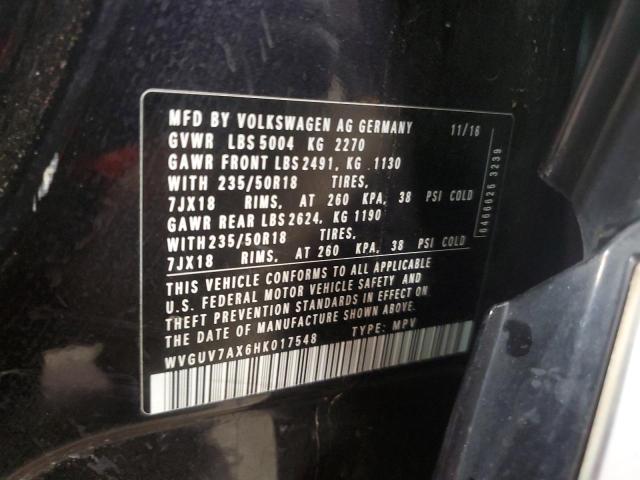 MFD BY VOLKSWAGEN AG GERMANY 11/16
GVWR LBS 5004 KG 2270
GAWR FRONT LBS 2491, KG 1130
WITH 235/50R18 TIRES,
7JX18 RIMS, AT 260 KPA, 38 PSI COLD
GAWR REAR LBS 2624, KG 1190
WITH 235/50R18 TIRES,
7JX18 RIMS, AT 260 KPA, 38 PSI COLD
THIS VEHICLE CONFORMS TO ALL APPLICABLE
U.S. FEDERAL MOTOR VEHICLE SAFETY AND
THEFT PREVENTION STANDARDS IN EFFECT ON
THE DATE OF MANUFACTURE SHOWN ABOVE.
WVGUV7AX6HK017548 TYPE: MPV
6466626 3239